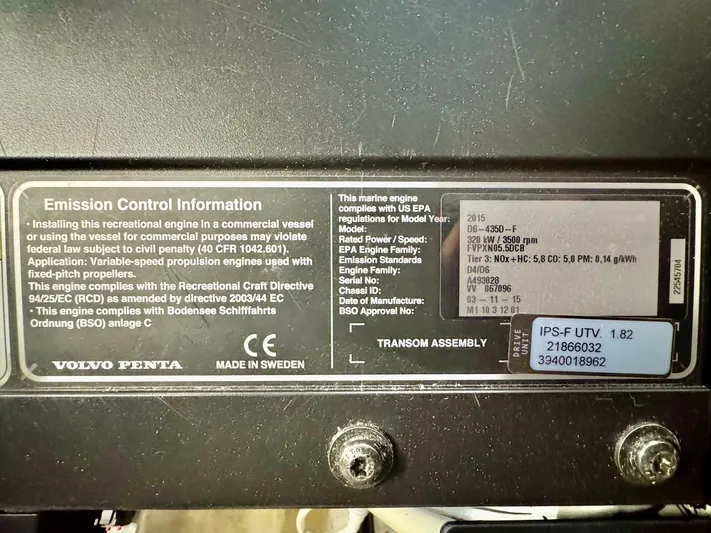 Emission Control Information
• Installing this recreational engine in a commercial vessel
or using the vessel for commercial purposes may violate
federal law subject to civil penalty (40 CFR 1042.601).
Application: Variable-speed propulsion engines used with
fixed-pitch propellers.
This engine complies with the Recreational Craft Directive
94/25/EC (RCD) as amended by directive 2003/44 EC
• This engine complies with Bodensee Schifffahrts
Ordnung (BSO) anlage C
VOLVO PENTA
CE
MADE IN SWEDEN
This marine engine
complies with US EPA
regulations for Model Year: 2015
Model: D6-435D-F
Rated Power / Speed: 320 kW / 3500 rpm
EPA Engine Family: FVPXN05.5DCB
Emission Standards Tier 3: NOx+HC: 5,8 CO: 5,0 PM: 0,14 g/kWh
Engine Family: D4/D6
Serial No: A493028
Chassi ID: VV 067096
Date of Manufacture: 03-11-15
BSO Approval No: M1 10 3 12 01
22545704
TRANSOM ASSEMBLY
DRIVE
UNIT
IPS-F UTV. 1.82
21866032
3940018962